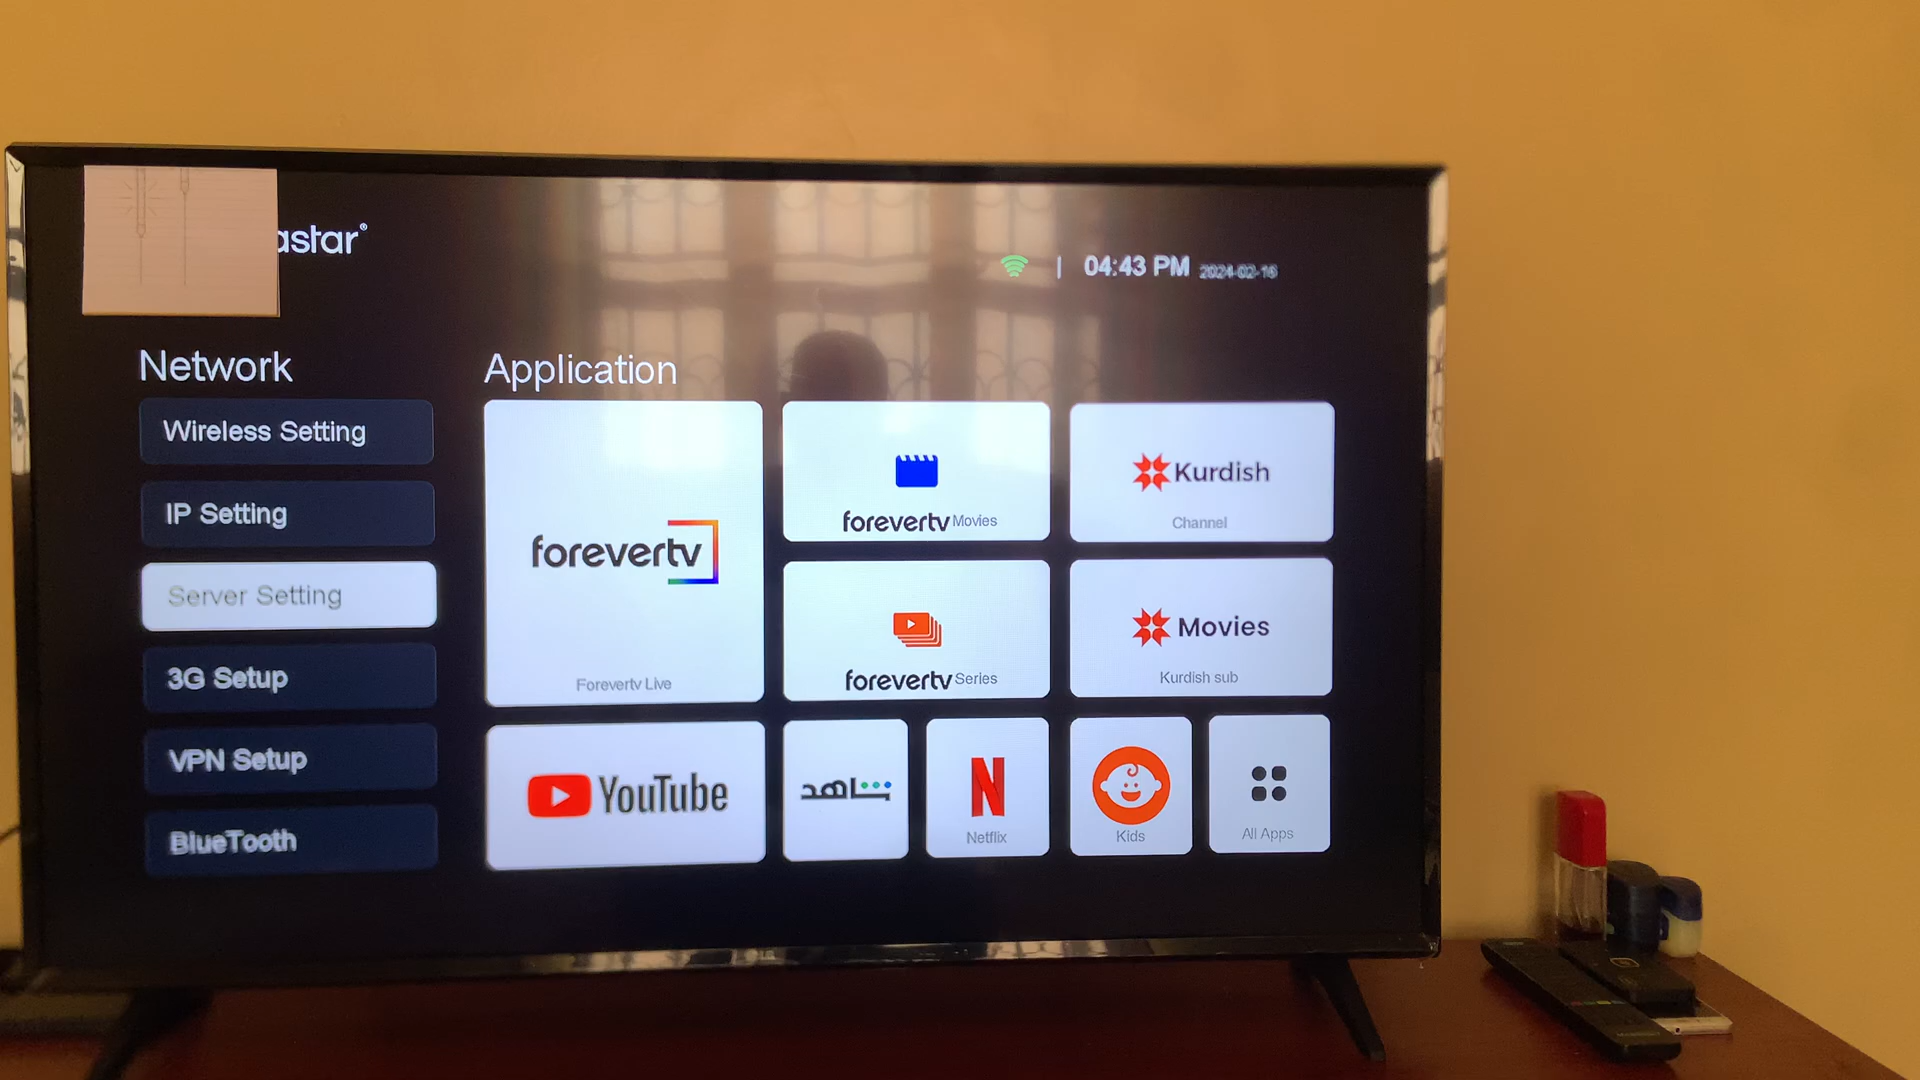 astar®
04:43 PM 2024-02-16
Network
Application
Wireless Setting
IP Setting
Server Setting
3G Setup
VPN Setup
BlueTooth
forevertv
Forevertv Live
forevertv Movies
Kurdish
Channel
forevertv Series
Movies
Kurdish sub
YouTube
شاهد
N
Netflix
Kids
All Apps